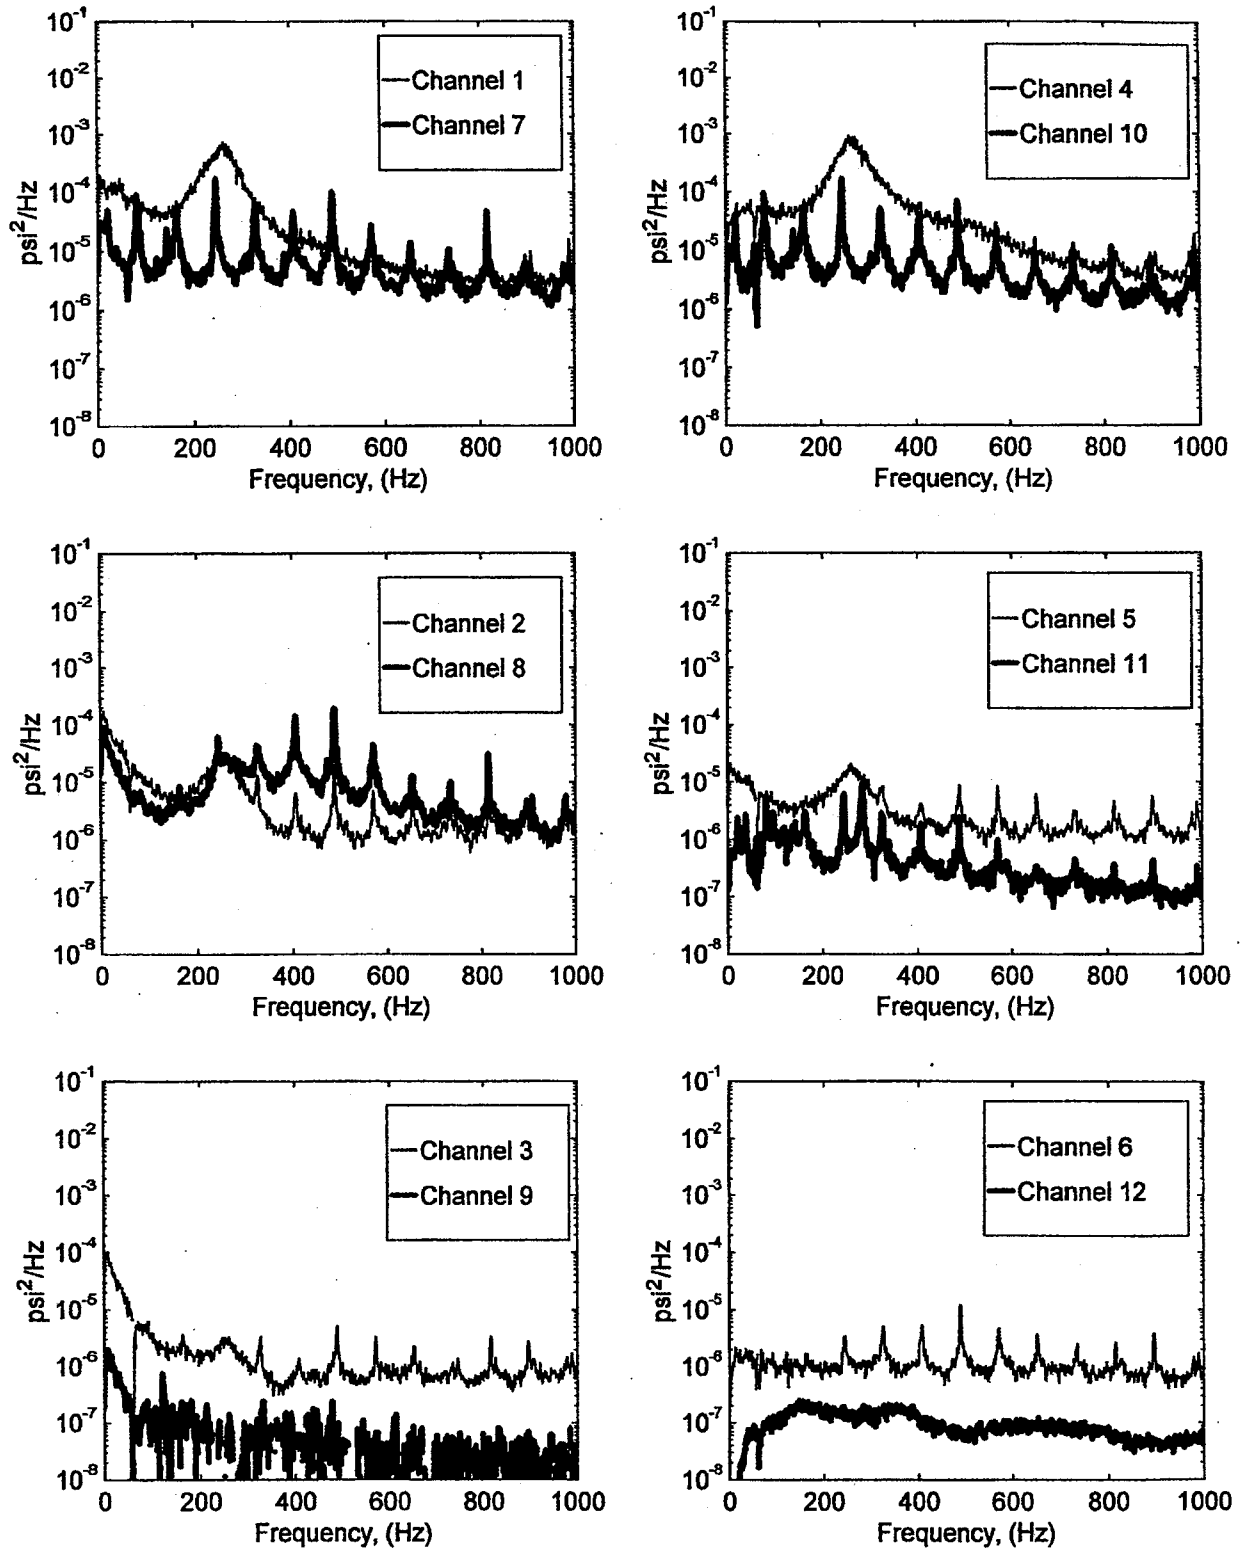 10-1
10-2
10-3
10-4
10-5
10-6
10-7
10-8
psi2/Hz
Channel 1
Channel 7
0 200 400 600 800 1000
Frequency, (Hz)
10-1
10-2
10-3
10-4
10-5
10-6
10-7
10-8
psi2/Hz
Channel 4
Channel 10
0 200 400 600 800 1000
Frequency, (Hz)
10-1
10-2
10-3
10-4
10-5
10-6
10-7
10-8
psi2/Hz
Channel 2
Channel 8
0 200 400 600 800 1000
Frequency, (Hz)
10-1
10-2
10-3
10-4
10-5
10-6
10-7
10-8
psi2/Hz
Channel 5
Channel 11
0 200 400 600 800 1000
Frequency, (Hz)
10-1
10-2
10-3
10-4
10-5
10-6
10-7
10-8
psi2/Hz
Channel 3
Channel 9
0 200 400 600 800 1000
Frequency, (Hz)
10-1
10-2
10-3
10-4
10-5
10-6
10-7
10-8
psi2/Hz
Channel 6
Channel 12
0 200 400 600 800 1000
Frequency, (Hz)